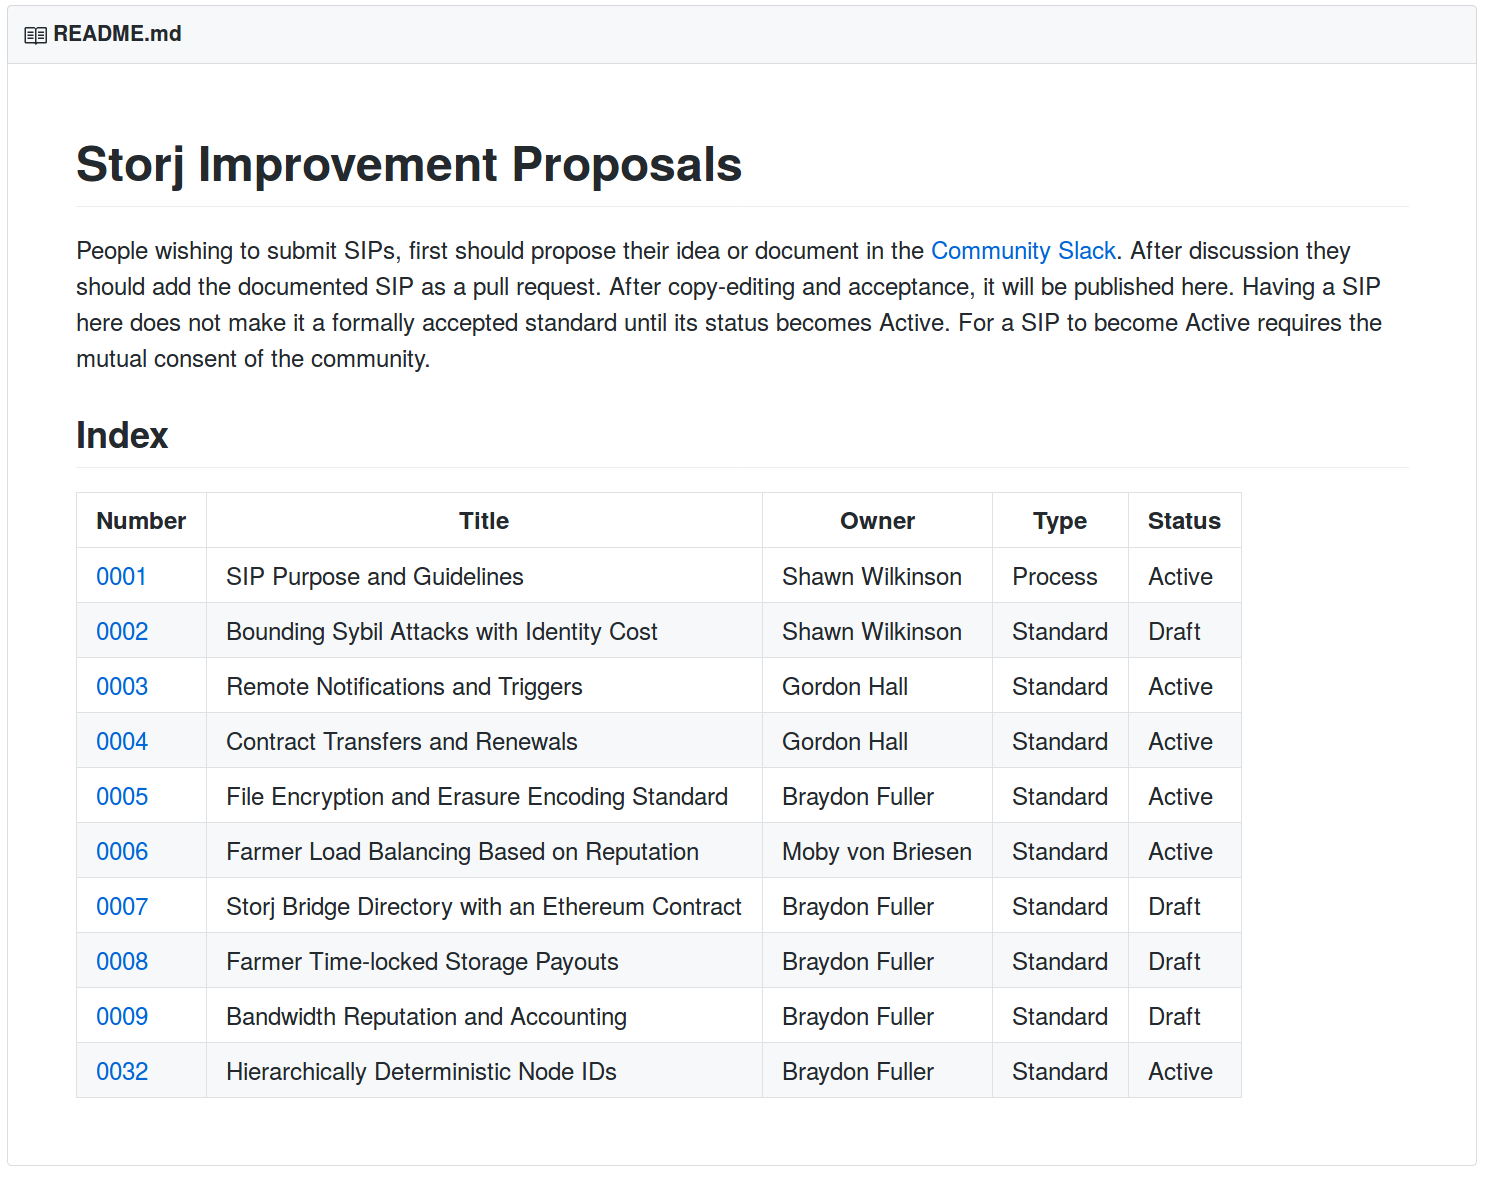 README.md
Storj Improvement Proposals
People wishing to submit SIPs, first should propose their idea or document in the Community Slack. After discussion they
should add the documented SIP as a pull request. After copy-editing and acceptance, it will be published here. Having a SIP
here does not make it a formally accepted standard until its status becomes Active. For a SIP to become Active requires the
mutual consent of the community.
Index
Number Title Owner Type Status
0001 SIP Purpose and Guidelines Shawn Wilkinson Process Active
0002 Bounding Sybil Attacks with Identity Cost Shawn Wilkinson Standard Draft
0003 Remote Notifications and Triggers Gordon Hall Standard Active
0004 Contract Transfers and Renewals Gordon Hall Standard Active
0005 File Encryption and Erasure Encoding Standard Braydon Fuller Standard Active
0006 Farmer Load Balancing Based on Reputation Moby von Briesen Standard Active
0007 Storj Bridge Directory with an Ethereum Contract Braydon Fuller Standard Draft
0008 Farmer Time-locked Storage Payouts Braydon Fuller Standard Draft
0009 Bandwidth Reputation and Accounting Braydon Fuller Standard Draft
0032 Hierarchically Deterministic Node IDs Braydon Fuller Standard Active